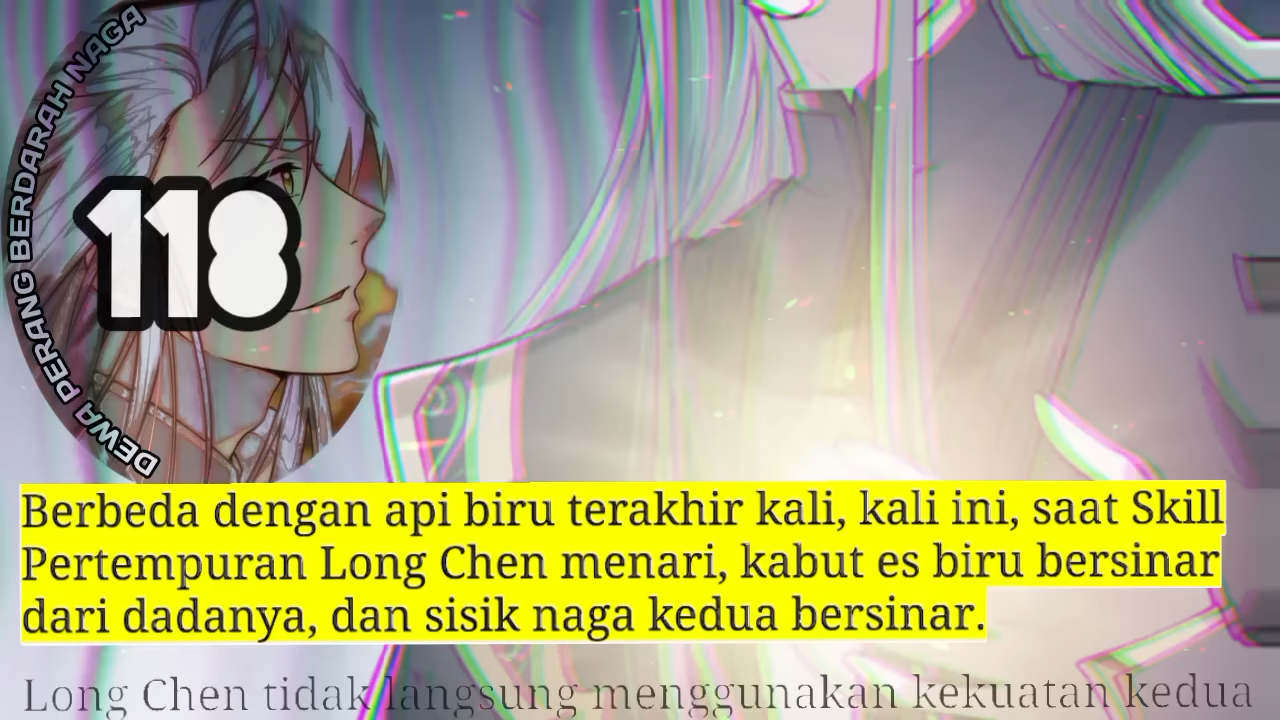 DEWA PERANG BERDARAH NAGA
118
Berbeda dengan api biru terakhir kali, kali ini, saat Skill
Pertempuran Long Chen menari, kabut es biru bersinar
dari dadanya, dan sisik naga kedua bersinar.
Long Chen tidak langsung menggunakan kekuatan kedua